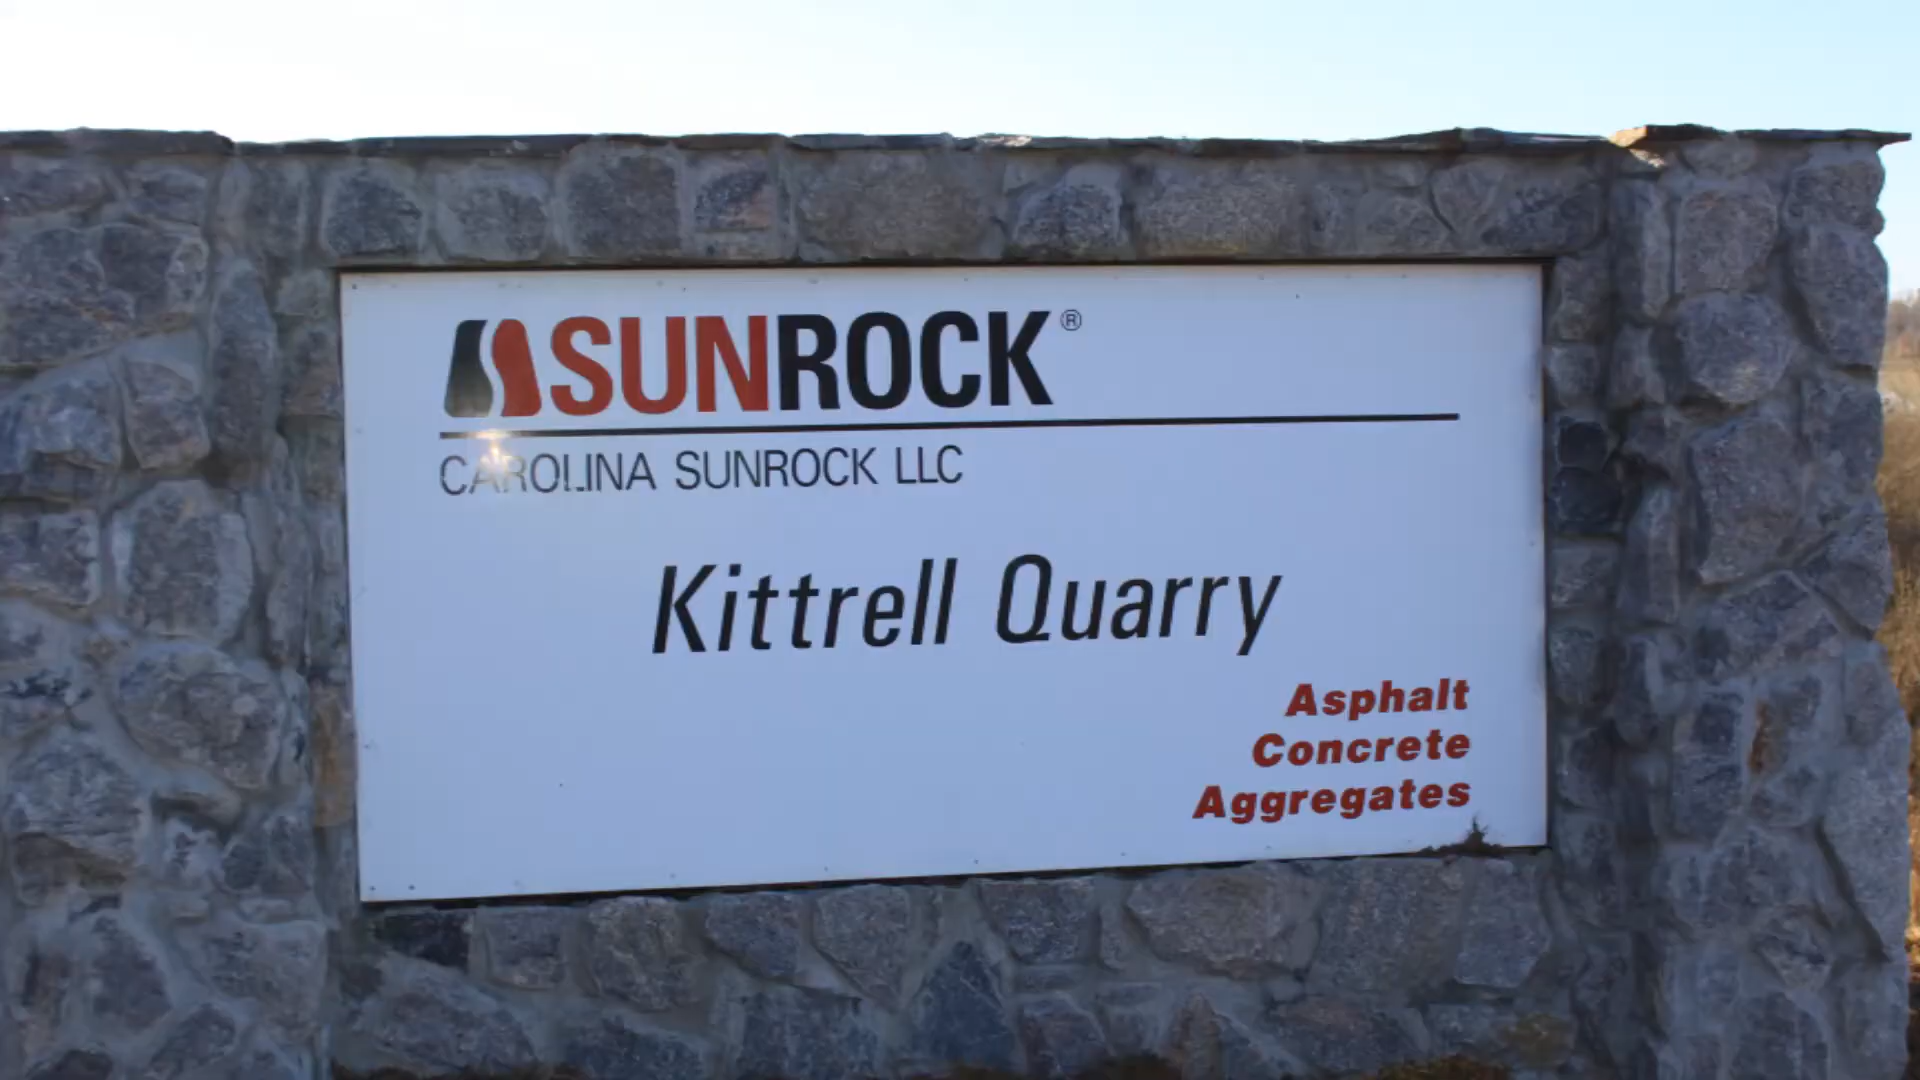 SUNROCK®
CAROLINA SUNROCK LLC
Kittrell Quarry
Asphalt
Concrete
Aggregates